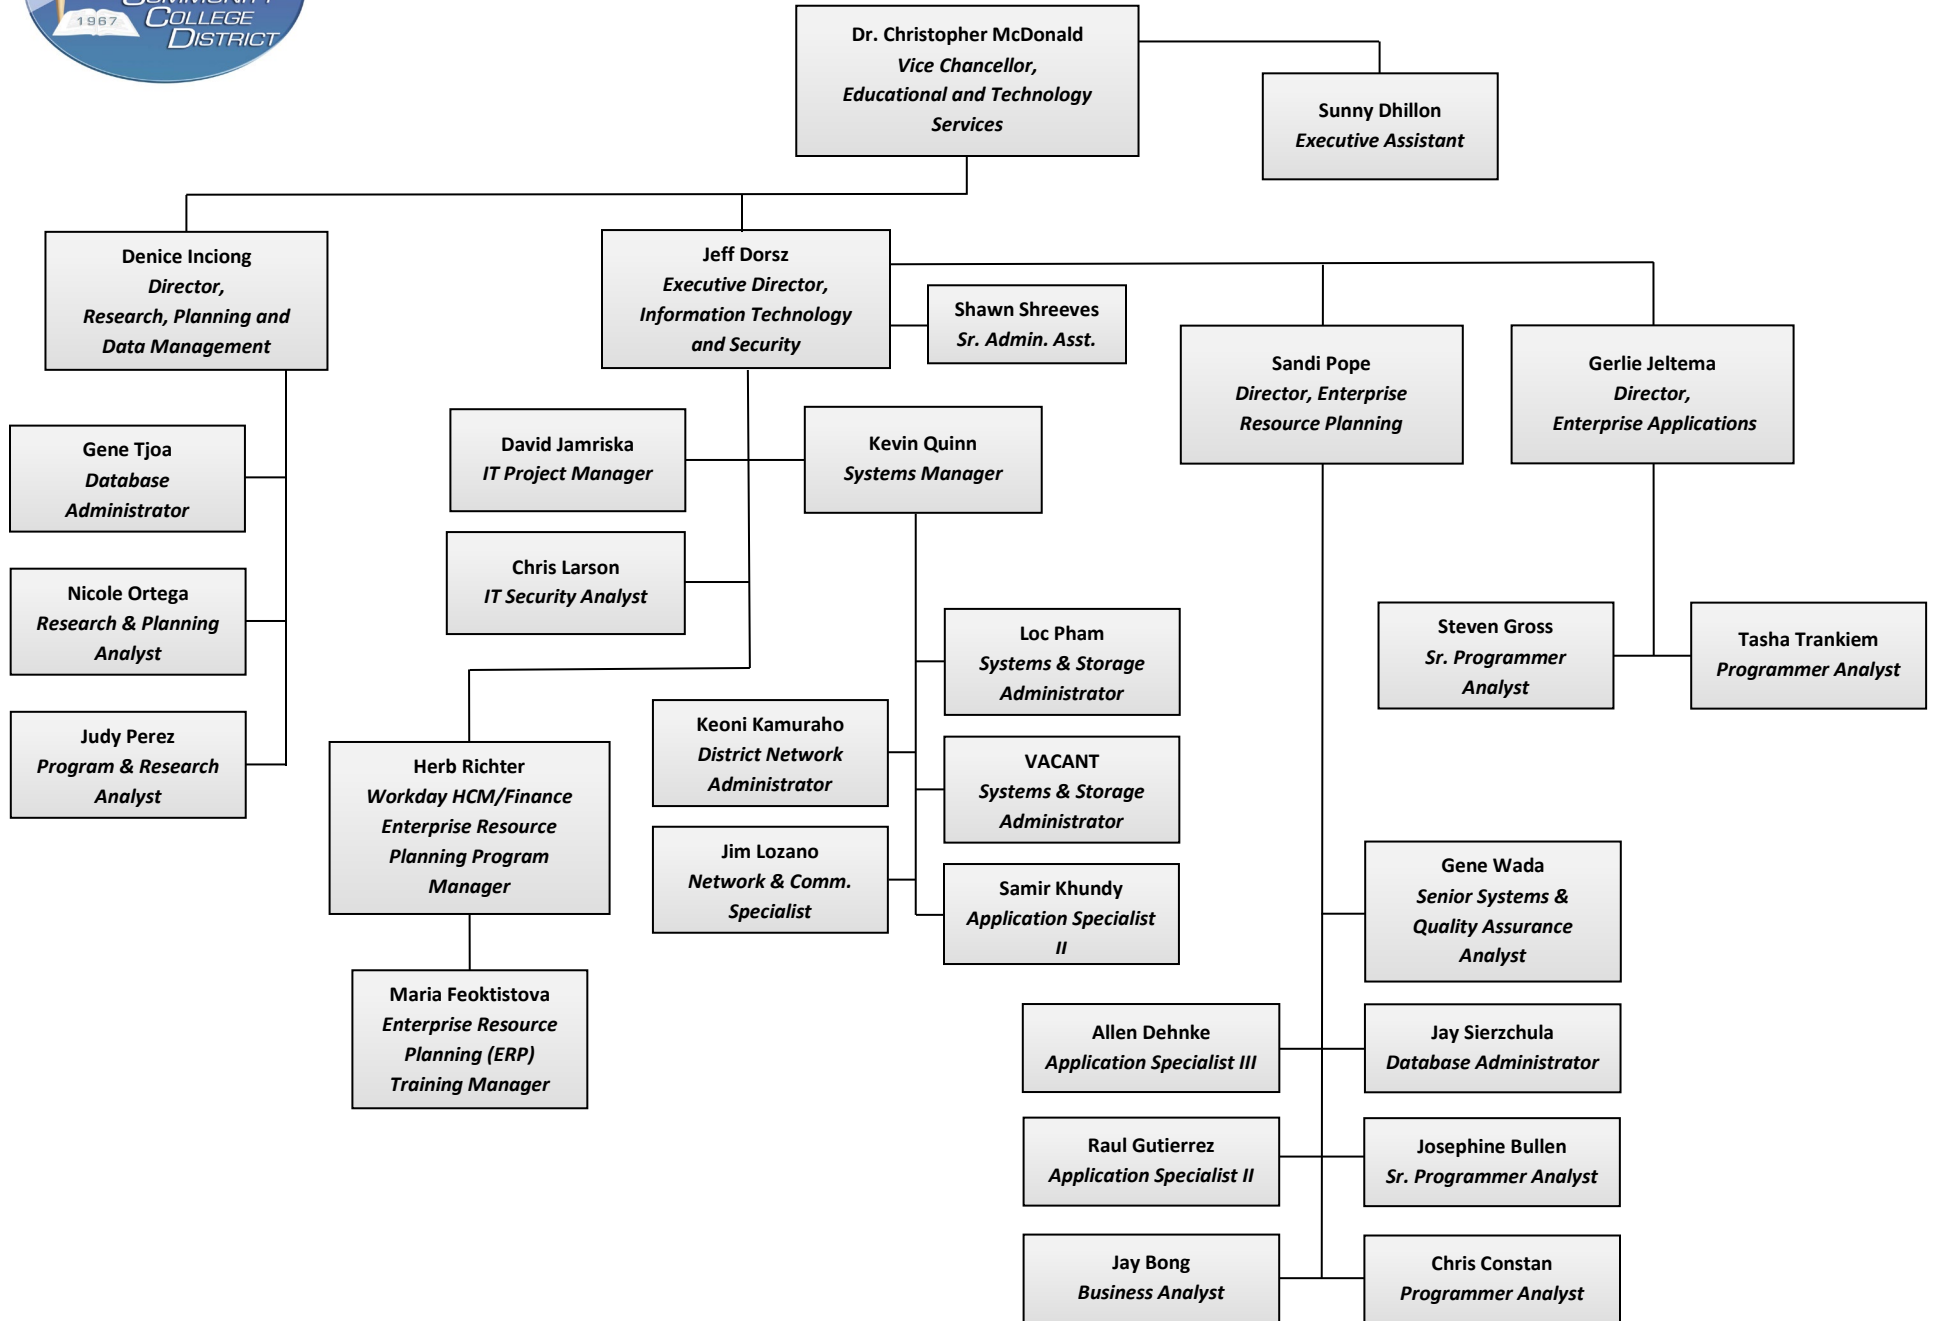 COLLEGE
DISTRICT
1967
Dr. Christopher McDonald
Vice Chancellor,
Educational and Technology
Services
Sunny Dhillon
Executive Assistant
Denice Inciong
Director,
Research, Planning and
Data Management
Jeff Dorsz
Executive Director,
Information Technology
and Security
Shawn Shreeves
Sr. Admin. Asst.
Sandi Pope
Director, Enterprise
Resource Planning
Gerlie Jeltema
Director,
Enterprise Applications
Gene Tjoa
Database
Administrator
Nicole Ortega
Research & Planning
Analyst
Judy Perez
Program & Research
Analyst
David Jamriska
IT Project Manager
Kevin Quinn
Systems Manager
Chris Larson
IT Security Analyst
Herb Richter
Workday HCM/Finance
Enterprise Resource
Planning Program
Manager
Maria Feoktistova
Enterprise Resource
Planning (ERP)
Training Manager
Loc Pham
Systems & Storage
Administrator
Keoni Kamuraho
District Network
Administrator
VACANT
Systems & Storage
Administrator
Jim Lozano
Network & Comm.
Specialist
Samir Khundy
Application Specialist
II
Steven Gross
Sr. Programmer
Analyst
Tasha Trankiem
Programmer Analyst
Gene Wada
Senior Systems &
Quality Assurance
Analyst
Allen Dehnke
Application Specialist III
Jay Sierzchula
Database Administrator
Raul Gutierrez
Application Specialist II
Josephine Bullen
Sr. Programmer Analyst
Jay Bong
Business Analyst
Chris Constan
Programmer Analyst